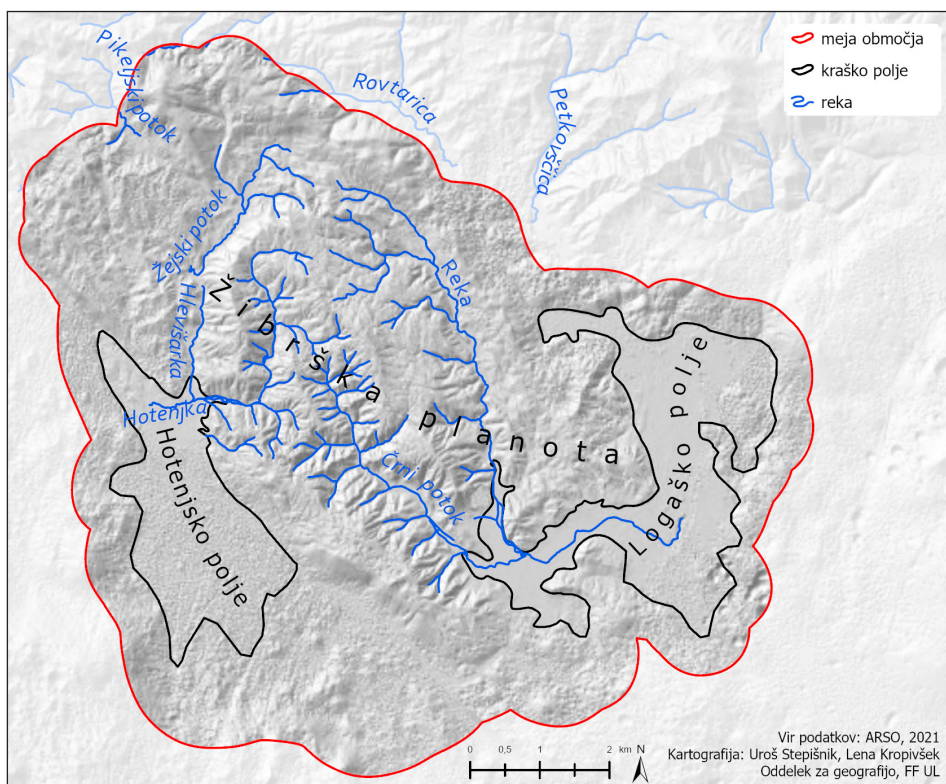 meja območja
kraško polje
reka
Pikeljski potok
Rovtarica
Petkovščica
Žejski potok
Hlevišarka
Reka
Žibrška planota
Hotenjka
Hotenjsko polje
Črni potok
Logaško polje
0 0,5 1 2 km N
Vir podatkov: ARSO, 2021
Kartografija: Uroš Stepišnik, Lena Kropivšek
Oddelek za geografijo, FF UL